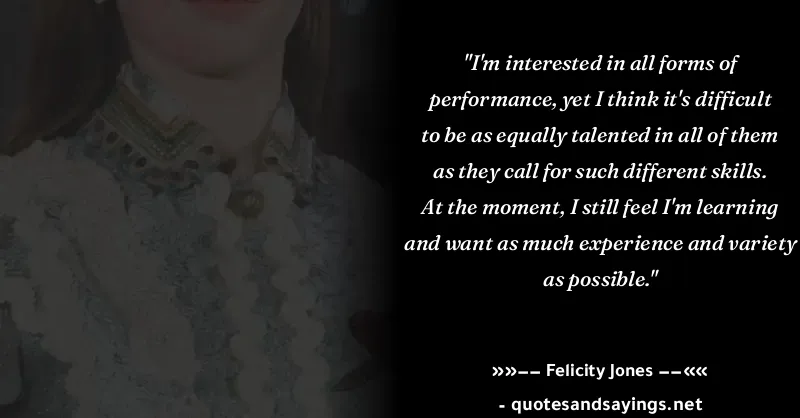 "I'm interested in all forms of
performance, yet I think it's difficult
to be as equally talented in all of them
as they call for such different skills.
At the moment, I still feel I'm learning
and want as much experience and variety
as possible."
»»−− Felicity Jones −−««
- quotesandsayings.net